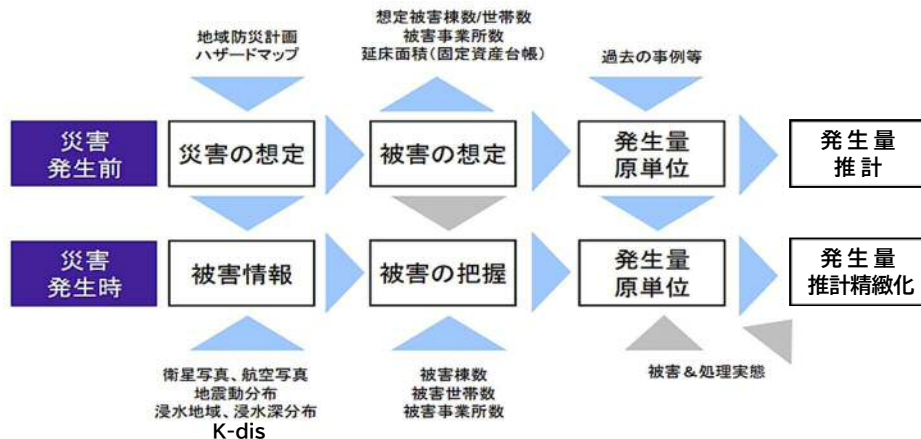 地域防災計画
ハザードマップ
想定被害棟数/世帯数
被害事業所数
延床面積(固定資産台帳)
過去の事例等
災害
発生前
災害の想定
被害の想定
発生量
原単位
発生量
推計
災害
発生時
被害情報
被害の把握
発生量
原単位
発生量
推計精緻化
衛星写真、航空写真
地震動分布
浸水地域、浸水深分布
K-dis
被害棟数
被害世帯数
被害事業所数
被害&処理実態